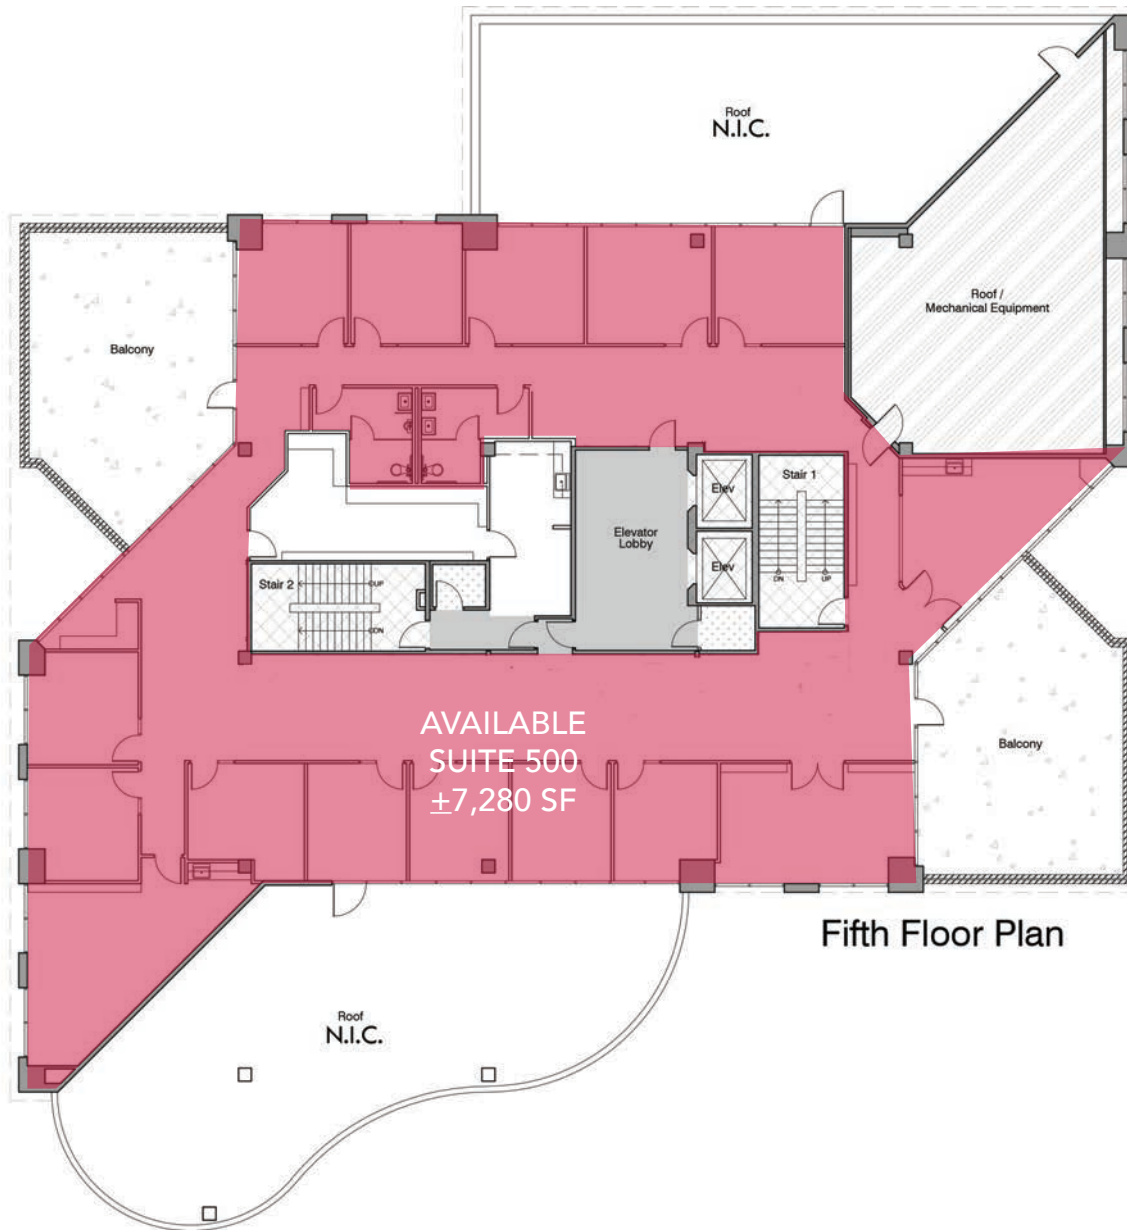 Roof
N.I.C.
Roof /
Mechanical Equipment
Balcony
Elev
Stair 1
Elevator
Lobby
Elev
DN
UP
Stair 2
UP
DN
AVAILABLE
SUITE 500
±7,280 SF
Balcony
Fifth Floor Plan
Roof
N.I.C.